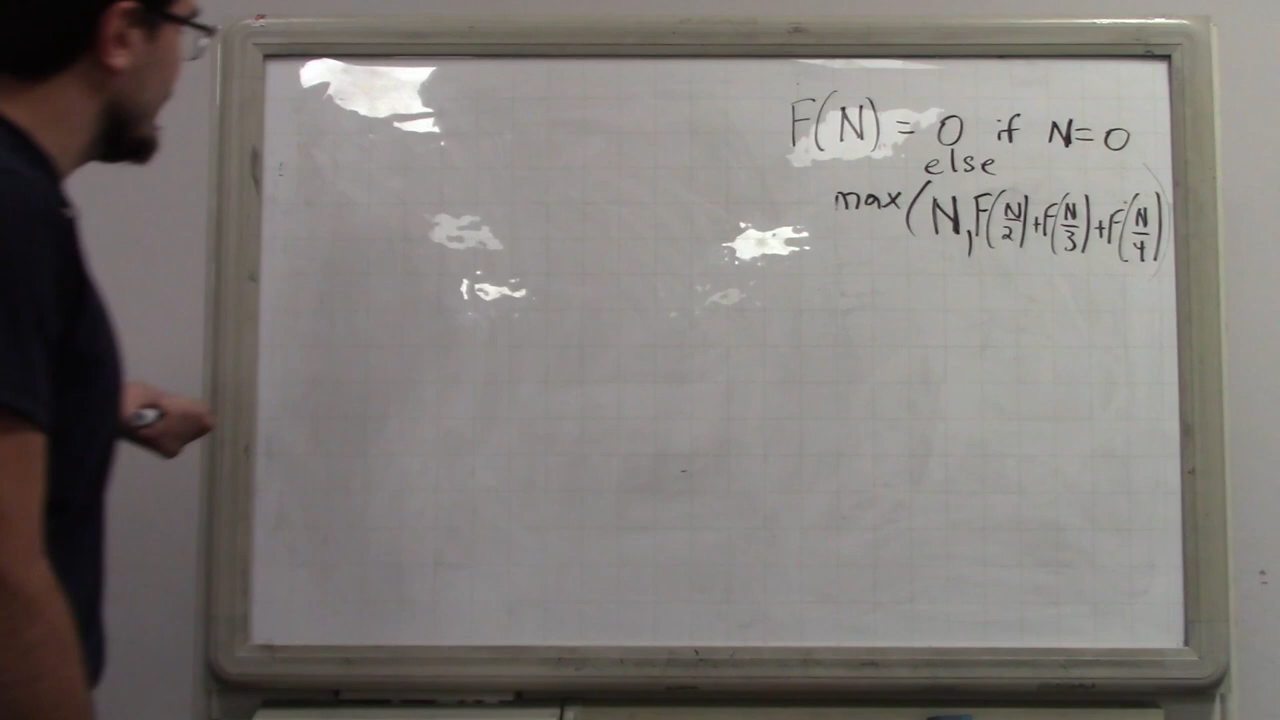 F(N) = 0 if N=0
else
max(N, F(N/2)+F(N/3)+F(N/4))